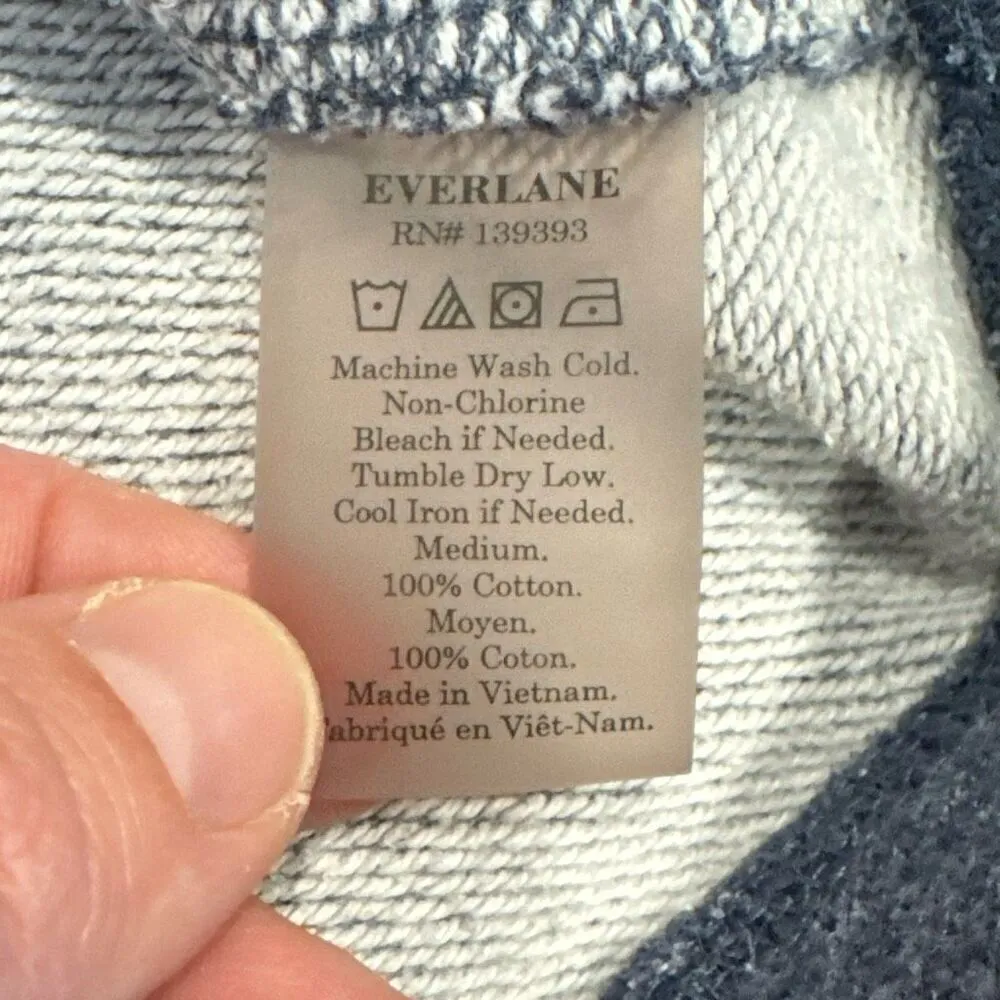 EVERLANE
RN# 139393
Machine Wash Cold.
Non-Chlorine
Bleach if Needed.
Tumble Dry Low.
Cool Iron if Needed.
Medium.
100% Cotton.
Moyen.
100% Coton.
Made in Vietnam.
abriqué en Viêt-Nam.